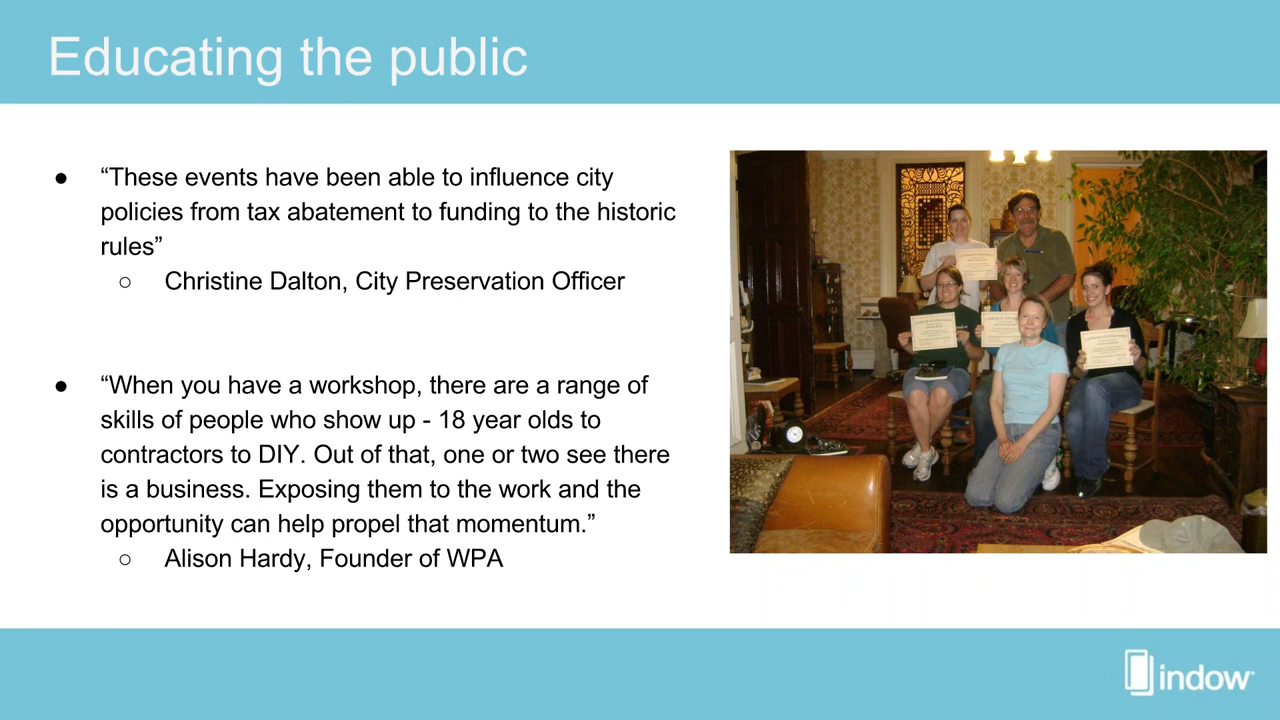 Educating the public
● “These events have been able to influence city
policies from tax abatement to funding to the historic
rules”
○ Christine Dalton, City Preservation Officer
● “When you have a workshop, there are a range of
skills of people who show up - 18 year olds to
contractors to DIY. Out of that, one or two see there
is a business. Exposing them to the work and the
opportunity can help propel that momentum.”
○ Alison Hardy, Founder of WPA
indow